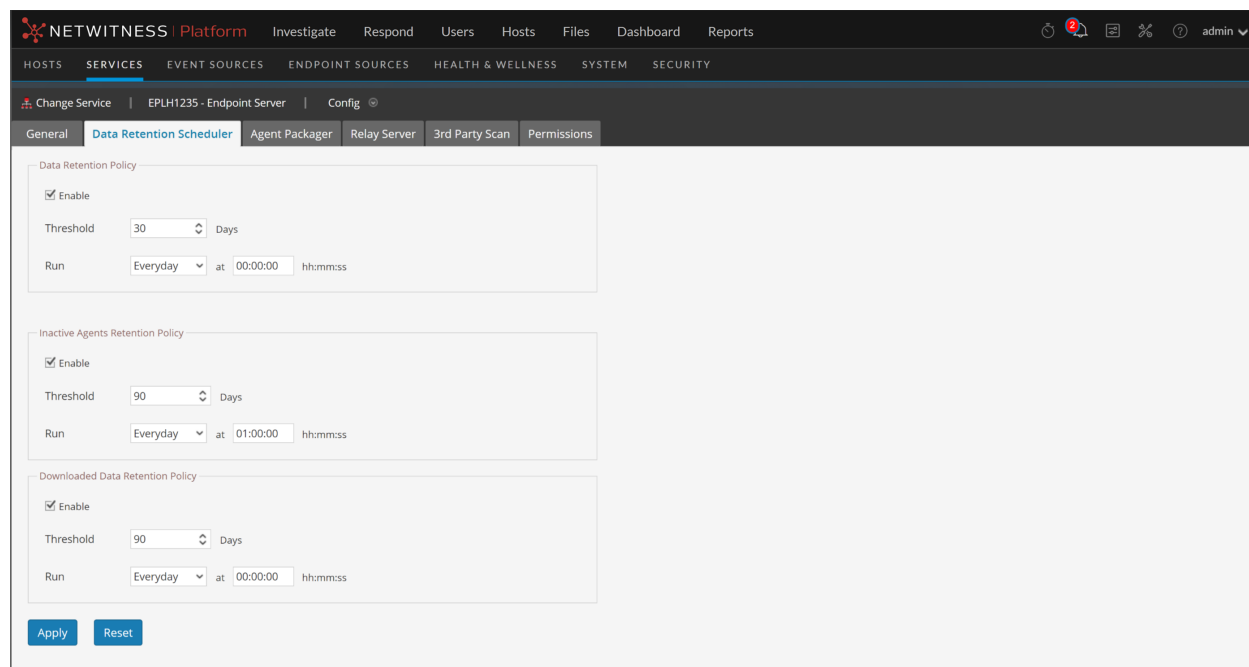 NETWITNESS | Platform Investigate Respond Users Hosts Files Dashboard Reports 2 admin
HOSTS SERVICES EVENT SOURCES ENDPOINT SOURCES HEALTH & WELLNESS SYSTEM SECURITY
Change Service | EPLH1235 - Endpoint Server | Config
General Data Retention Scheduler Agent Packager Relay Server 3rd Party Scan Permissions
Data Retention Policy
Enable
Threshold 30 Days
Run Everyday at 00:00:00 hh:mm:ss
Inactive Agents Retention Policy
Enable
Threshold 90 Days
Run Everyday at 01:00:00 hh:mm:ss
Downloaded Data Retention Policy
Enable
Threshold 90 Days
Run Everyday at 00:00:00 hh:mm:ss
Apply Reset